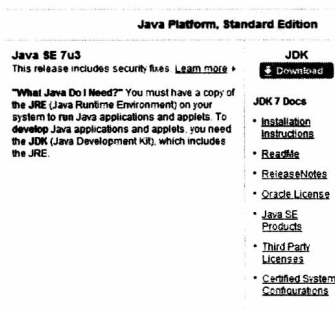 Java Platform, Standard Edition
Java SE 7u3
This release includes security fixes. Learn more
"What Java Do I Need?" You must have a copy of
the JRE (Java Runtime Environment) on your
system to run Java applications and applets. To
develop Java applications and applets, you need
the JDK (Java Development Kit), which includes
the JRE.
JDK
Download
JDK 7 Docs
Installation
Instructions
ReadMe
ReleaseNotes
Oracle License
Java SE
Products
Third Party
Licenses
Certified System
Configurations